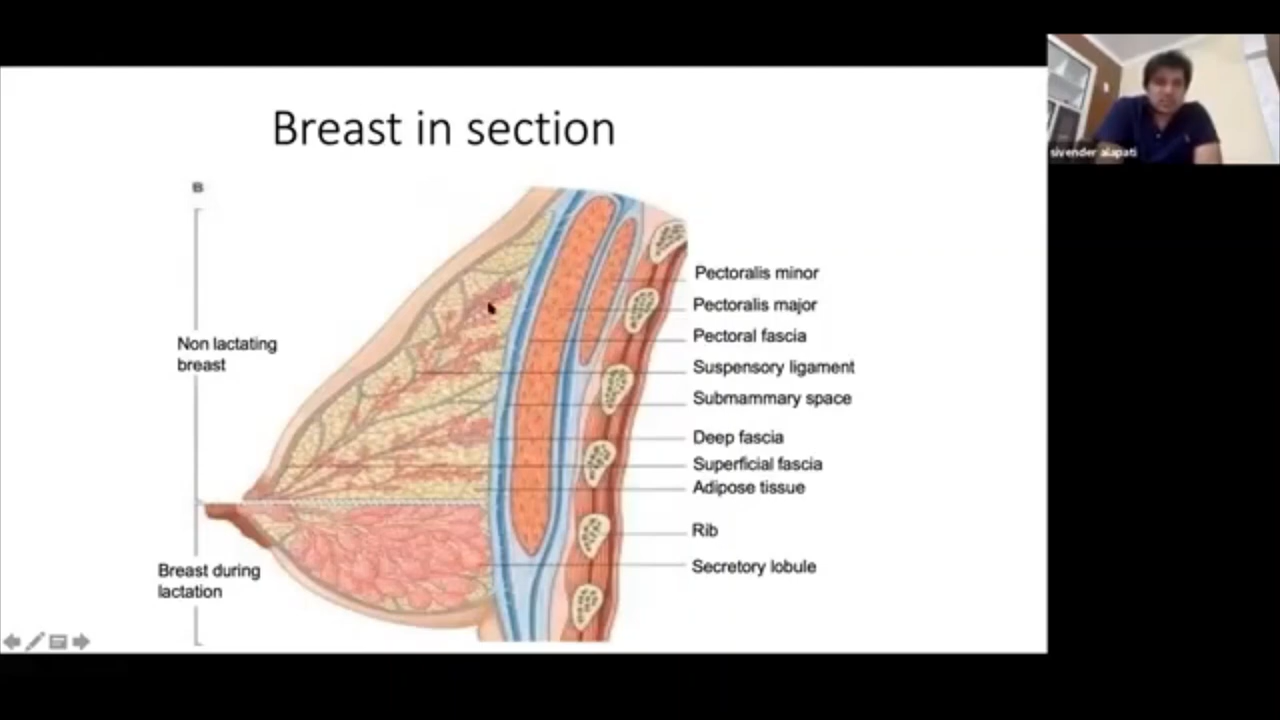 Breast in section
B
Non lactating
breast
Breast during
lactation
Pectoralis minor
Pectoralis major
Pectoral fascia
Suspensory ligament
Submammary space
Deep fascia
Superficial fascia
Adipose tissue
Rib
Secretory lobule
sivender alapati